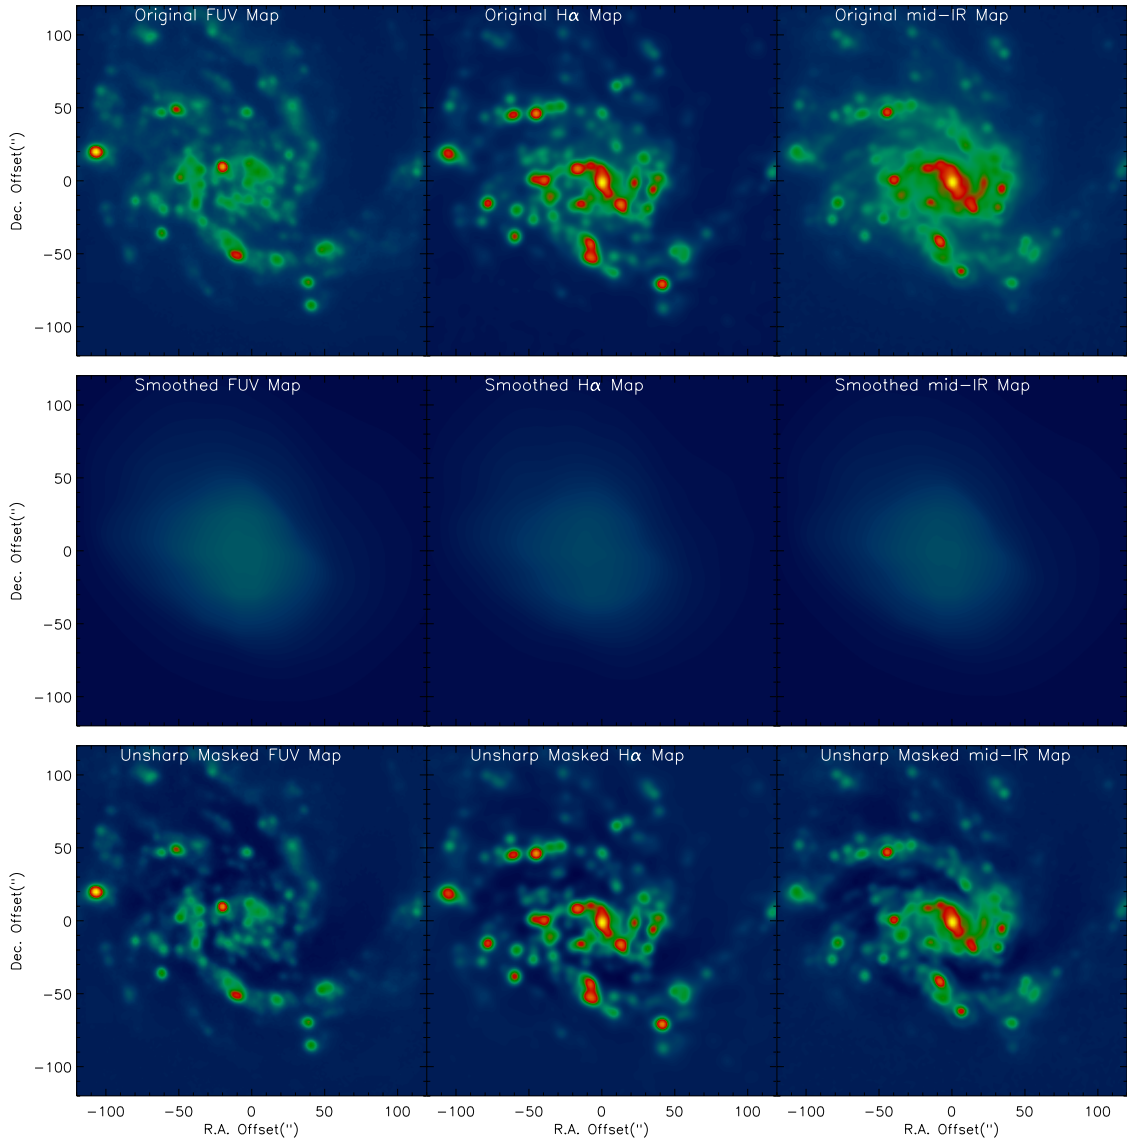 Original FUV Map
Original Hα Map
Original mid-IR Map
100
50
0
-50
-100
Dec. Offset('')
Smoothed FUV Map
Smoothed Hα Map
Smoothed mid-IR Map
100
50
0
-50
-100
Dec. Offset('')
Unsharp Masked FUV Map
Unsharp Masked Hα Map
Unsharp Masked mid-IR Map
100
50
0
-50
-100
Dec. Offset('')
-100 -50 0 50 100
-100 -50 0 50 100
-100 -50 0 50 100
R.A. Offset('')
R.A. Offset('')
R.A. Offset('')